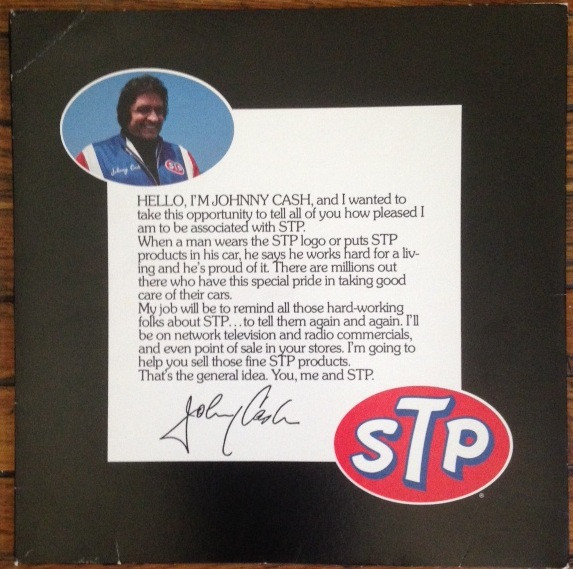 Johnny Cash
STP
HELLO, I'M JOHNNY CASH, and I wanted to
take this opportunity to tell all of you how pleased I
am to be associated with STP.
When a man wears the STP logo or puts STP
products in his car, he says he works hard for a liv-
ing and he's proud of it. There are millions out
there who have this special pride in taking good
care of their cars.
My job will be to remind all those hard-working
folks about STP...to tell them again and again. I'll
be on network television and radio commercials,
and even point of sale in your stores. I'm going to
help you sell those fine STP products.
That's the general idea. You, me and STP.
Johnny Cash
STP
®